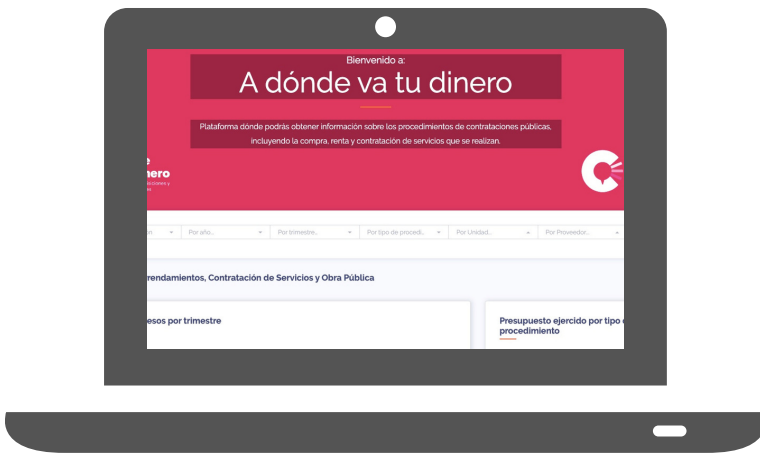 Bienvenido a:
A dónde va tu dinero
Plataforma dónde podrás obtener información sobre los procedimientos de contrataciones públicas,
incluyendo la compra, renta y contratación de servicios que se realizan.
nero
Por año...
Por trimestre...
Por tipo de procedi...
Por Unidad...
Por Proveedor...
rrendamientos, Contratación de Servicios y Obra Pública
esos por trimestre
Presupuesto ejercido por tipo
procedimiento